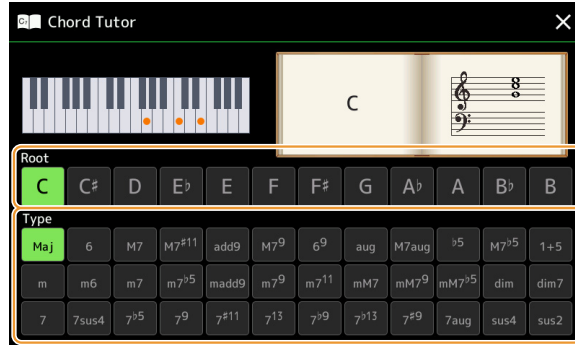 C7 Chord Tutor ×
C
Root
C C♯ D E♭ E F F♯ G A♭ A B♭ B
Type
Maj 6 M7 M7♯11 add9 M7⁹ 6⁹ aug M7aug ♭5 M7♭5 1+5
m m6 m7 m7♭5 madd9 m7⁹ m7¹¹ mM7 mM7⁹ mM7♭5 dim dim7
7 7sus4 7♭5 7⁹ 7♯11 7¹³ 7♭9 7♭13 7♯9 7aug sus4 sus2